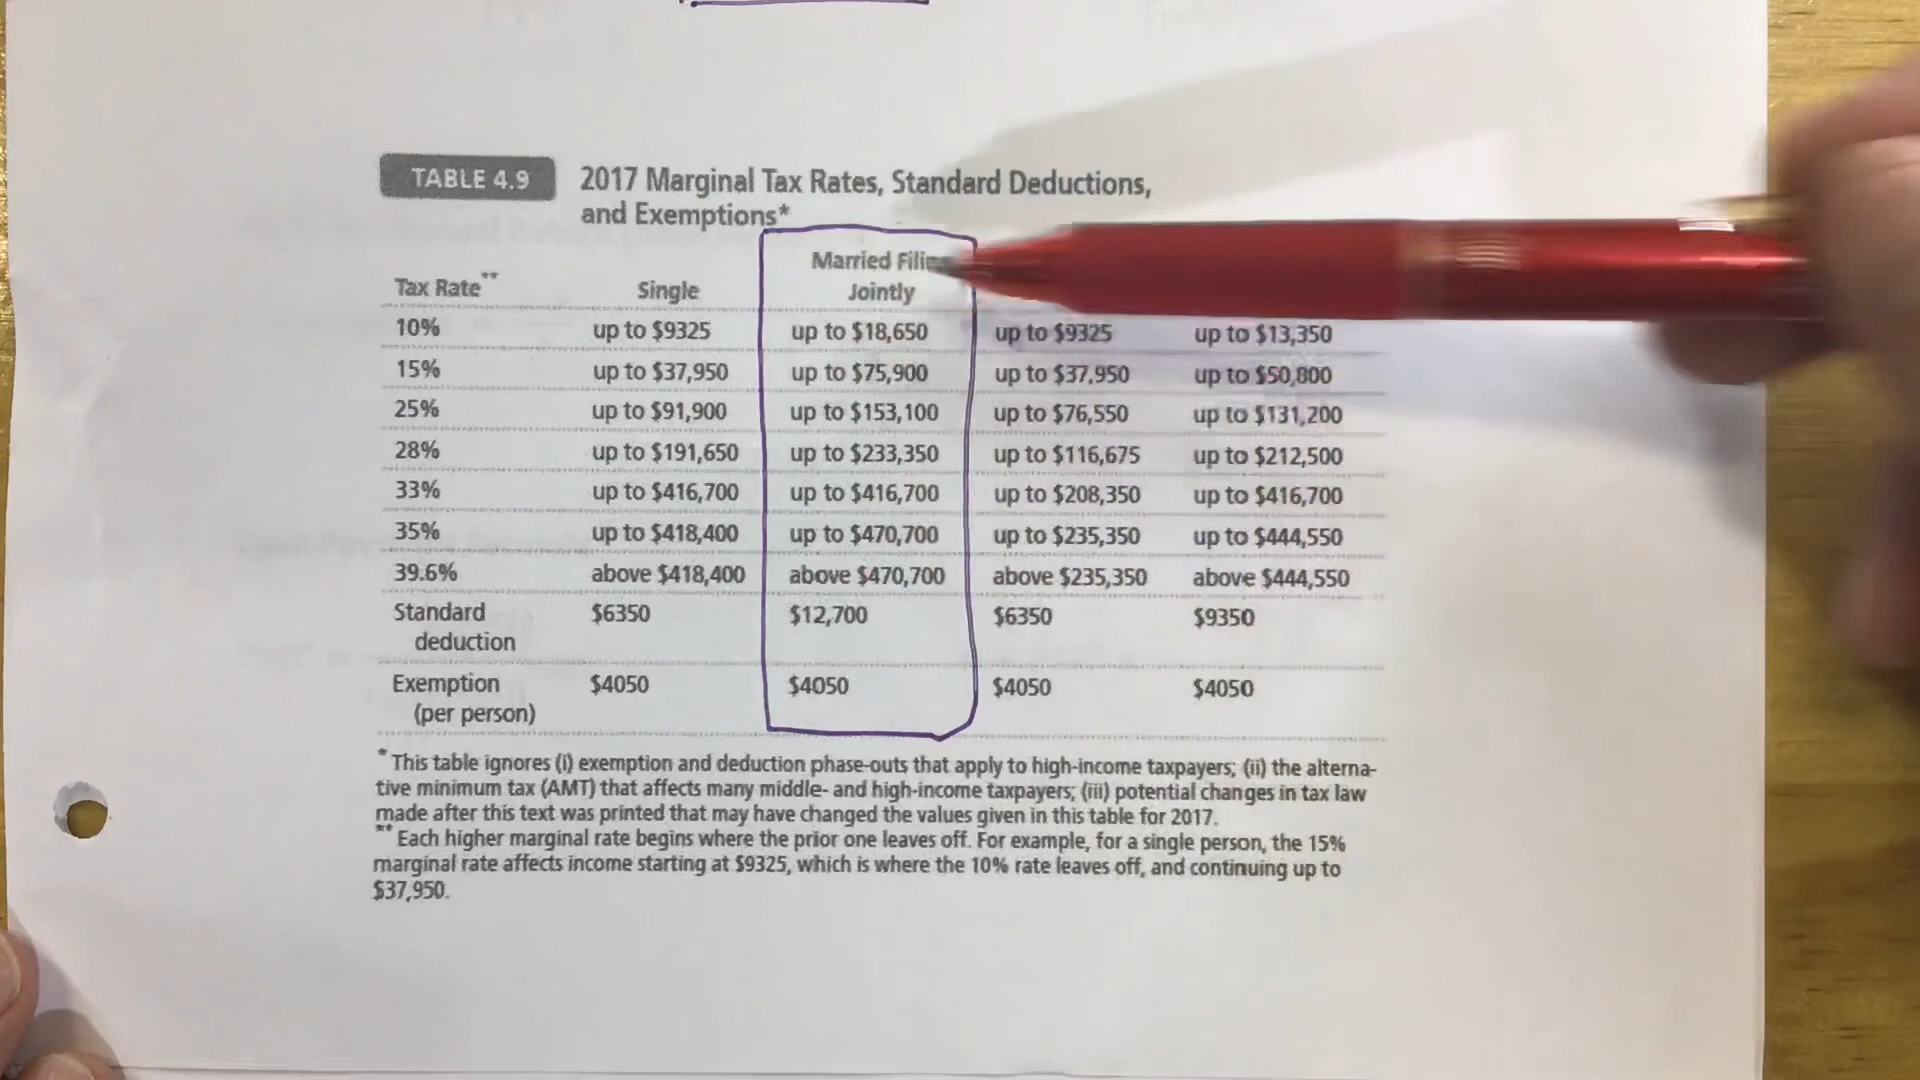 TABLE 4.9 2017 Marginal Tax Rates, Standard Deductions,
and Exemptions*
Married
Tax Rate** Single Jointly
10% up to $9325 up to $18,650 up to $9325 up to $13,350
15% up to $37,950 up to $75,900 up to $37,950 up to $50,800
25% up to $91,900 up to $153,100 up to $76,550 up to $131,200
28% up to $191,650 up to $233,350 up to $116,675 up to $212,500
33% up to $416,700 up to $416,700 up to $208,350 up to $416,700
35% up to $418,400 up to $470,700 up to $235,350 up to $444,550
39.6% above $418,400 above $470,700 above $235,350 above $444,550
Standard $6350 $12,700 $6350 $9350
deduction
Exemption $4050 $4050 $4050 $4050
(per person)
* This table ignores (i) exemption and deduction phase-outs that apply to high-income taxpayers; (ii) the alterna-
tive minimum tax (AMT) that affects many middle- and high-income taxpayers; (iii) potential changes in tax law
made after this text was printed that may have changed the values given in this table for 2017.
** Each higher marginal rate begins where the prior one leaves off. For example, for a single person, the 15%
marginal rate affects income starting at $9325, which is where the 10% rate leaves off, and continuing up to
$37,950.